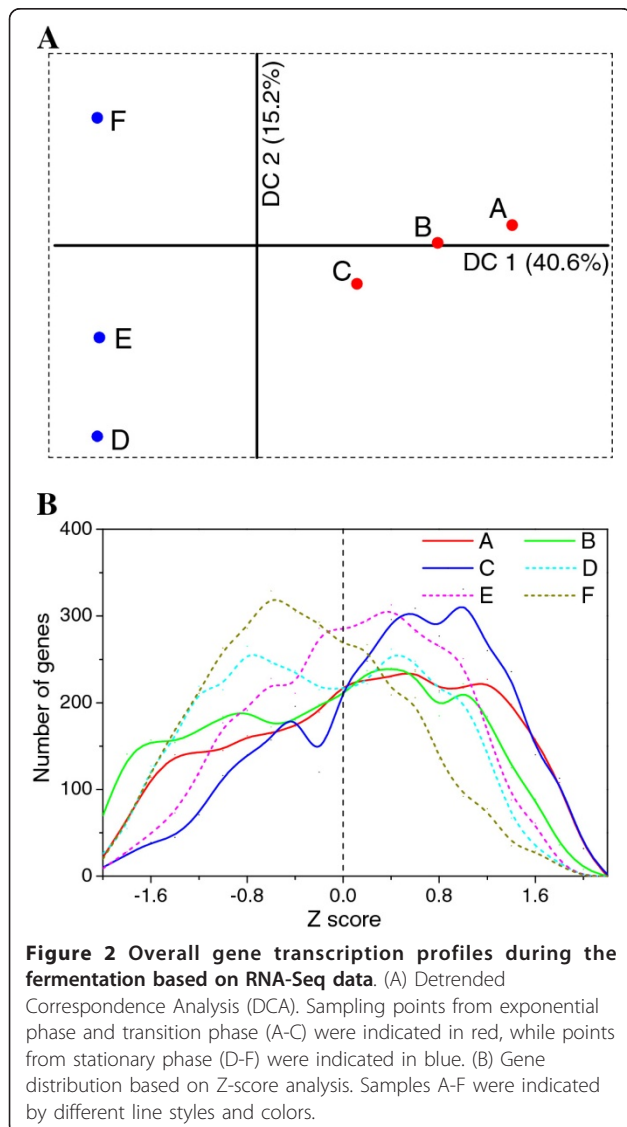 A
F
DC 2 (15.2%)
A
B
DC 1 (40.6%)
C
E
D
B
400
A
B
C
D
E
F
300
200
100
0
Number of genes
-1.6
-0.8
0.0
0.8
1.6
Z score
Figure 2 Overall gene transcription profiles during the
fermentation based on RNA-Seq data. (A) Detrended
Correspondence Analysis (DCA). Sampling points from exponential
phase and transition phase (A-C) were indicated in red, while points
from stationary phase (D-F) were indicated in blue. (B) Gene
distribution based on Z-score analysis. Samples A-F were indicated
by different line styles and colors.